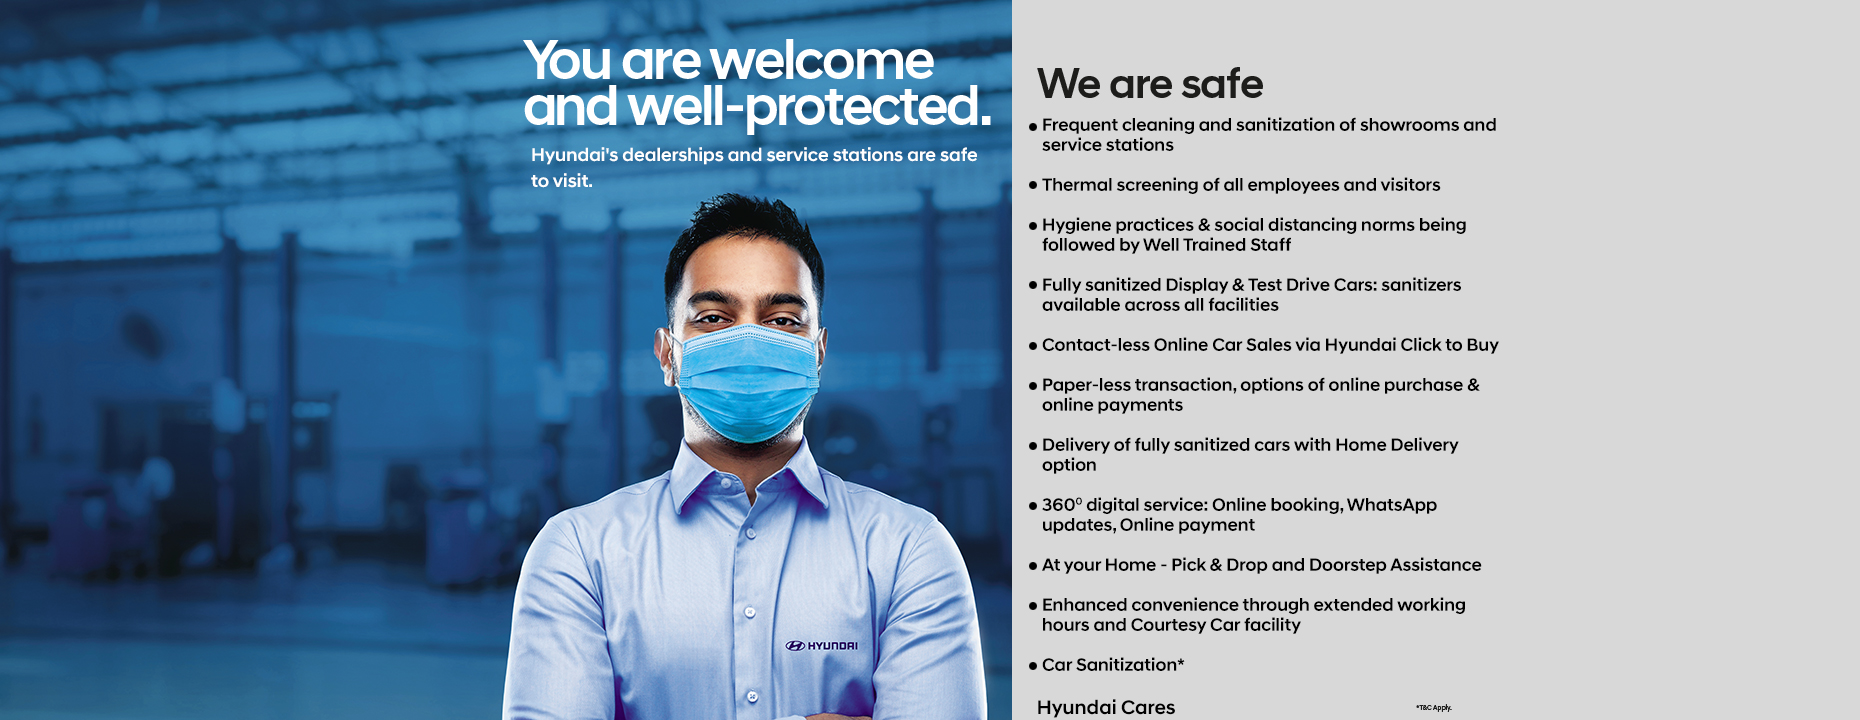 You are welcome
and well-protected.
Hyundai's dealerships and service stations are safe
to visit.
HYUNDAI
We are safe
• Frequent cleaning and sanitization of showrooms and
service stations
• Thermal screening of all employees and visitors
• Hygiene practices & social distancing norms being
followed by Well Trained Staff
• Fully sanitized Display & Test Drive Cars: sanitizers
available across all facilities
• Contact-less Online Car Sales via Hyundai Click to Buy
• Paper-less transaction, options of online purchase &
online payments
• Delivery of fully sanitized cars with Home Delivery
option
• 360⁰ digital service: Online booking, WhatsApp
updates, Online payment
• At your Home - Pick & Drop and Doorstep Assistance
• Enhanced convenience through extended working
hours and Courtesy Car facility
• Car Sanitization*
Hyundai Cares
*T&C Apply.